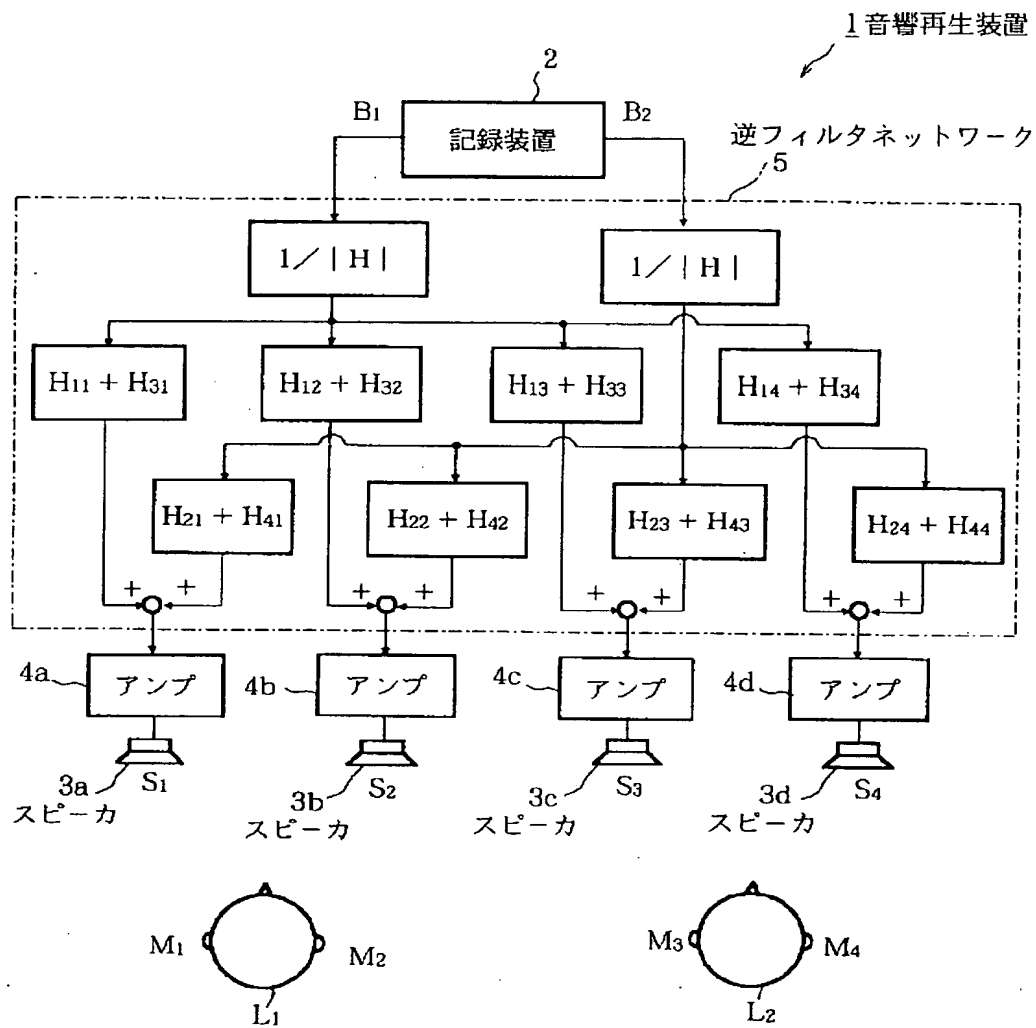 1 音響再生装置
2
B1
B2
記録装置
逆フィルタネットワーク
5
1／｜H｜
1／｜H｜
H11 + H31
H12 + H32
H13 + H33
H14 + H34
H21 + H41
H22 + H42
H23 + H43
H24 + H44
+ +
+ +
+ +
+ +
4a
アンプ
4b
アンプ
4c
アンプ
4d
アンプ
3a
スピーカ
S1
3b
スピーカ
S2
3c
スピーカ
S3
3d
スピーカ
S4
M1
M2
L1
M3
M4
L2